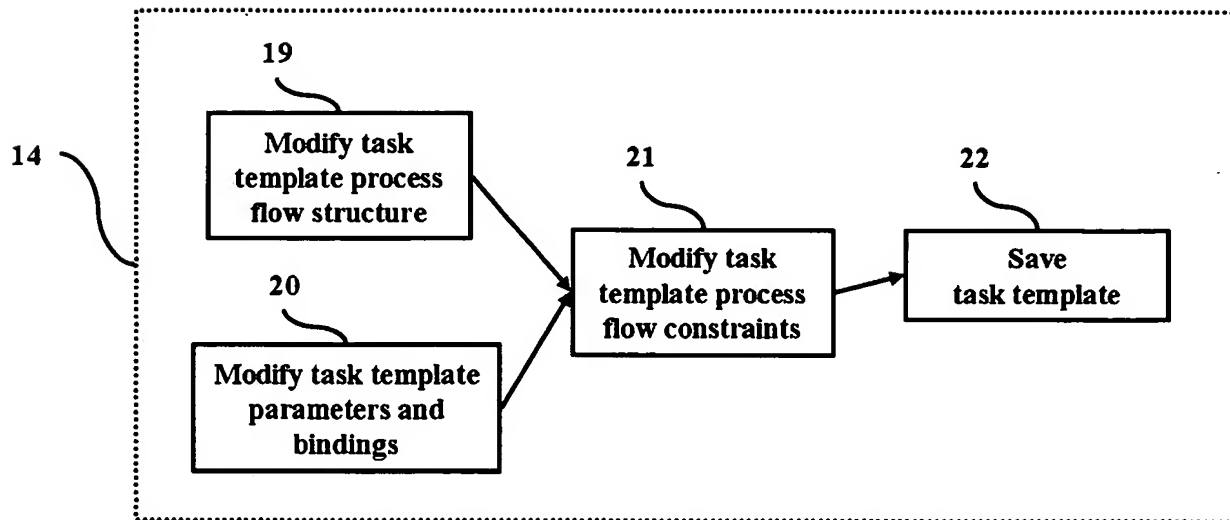 19
Modify task
template process
flow structure
14
21
Modify task
template process
flow constraints
22
Save
task template
20
Modify task template
parameters and
bindings